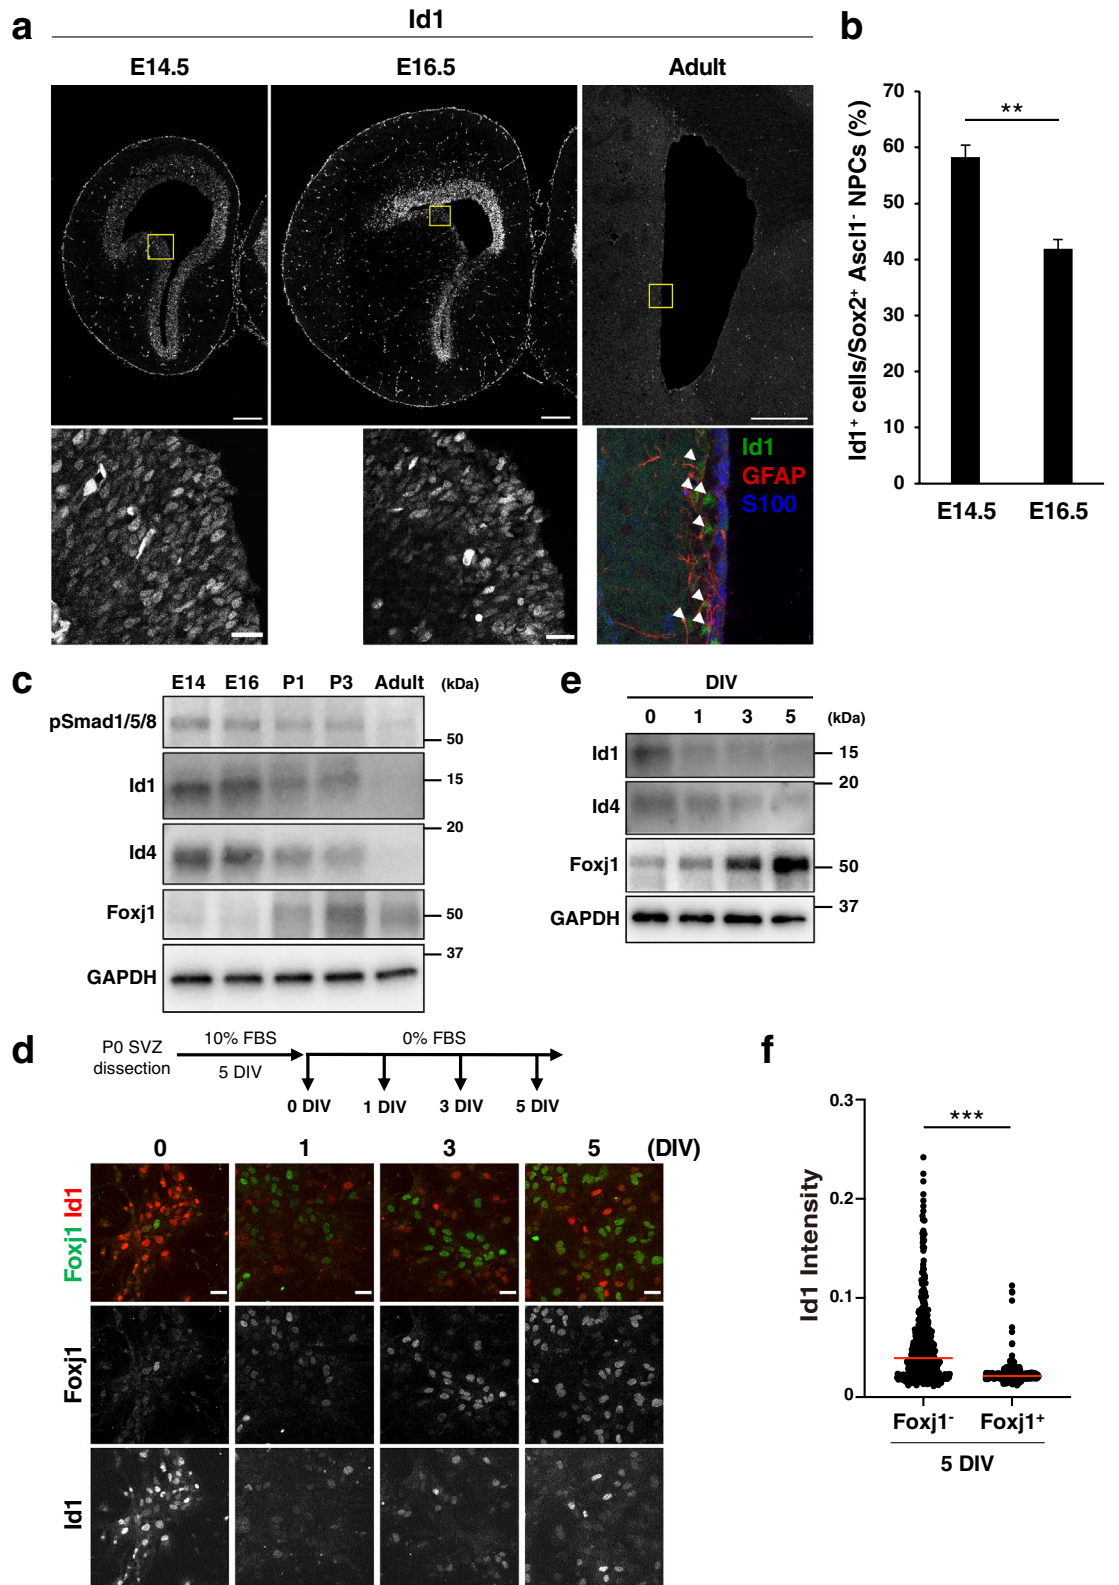 a
Id1
E14.5 E16.5 Adult
Id1
GFAP
S100
b
Id1⁺ cells/Sox2⁺ Ascl1⁻ NPCs (%)
70
60
50
40
30
20
10
0
**
E14.5 E16.5
c
E14 E16 P1 P3 Adult (kDa)
pSmad1/5/8
50
Id1
15
20
Id4
Foxj1
50
37
GAPDH
e
DIV
0 1 3 5 (kDa)
Id1
15
20
Id4
Foxj1
50
37
GAPDH
d
P0 SVZ
dissection
10% FBS
5 DIV
0% FBS
0 DIV 1 DIV 3 DIV 5 DIV
0 1 3 5 (DIV)
Foxj1 Id1
Foxj1
Id1
f
Id1 Intensity
0.3
0.2
0.1
0
***
Foxj1⁻ Foxj1⁺
5 DIV